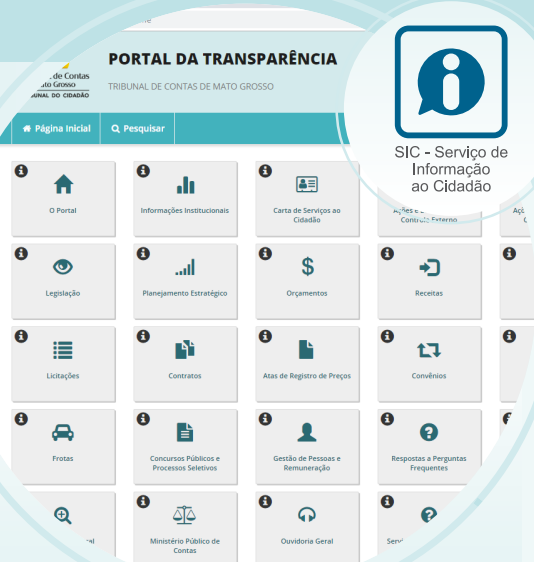 PORTAL DA TRANSPARÊNCIA
de Contas
to Grosso
TRIBUNAL DE CONTAS DE MATO GROSSO
UNAL DO CIDADÃO
Página Inicial
Pesquisar
SIC - Serviço de
Informação
ao Cidadão
O Portal
Informações Institucionais
Carta de Serviços ao
Cidadão
Ações e
Controle Externo
Legislação
Planejamento Estratégico
Orçamentos
Receitas
Licitações
Contratos
Atas de Registro de Preços
Convênios
Frotas
Concursos Públicos e
Processos Seletivos
Gestão de Pessoas e
Remuneração
Respostas a Perguntas
Frequentes
Ministério Público de
Contas
Ouvidoria Geral